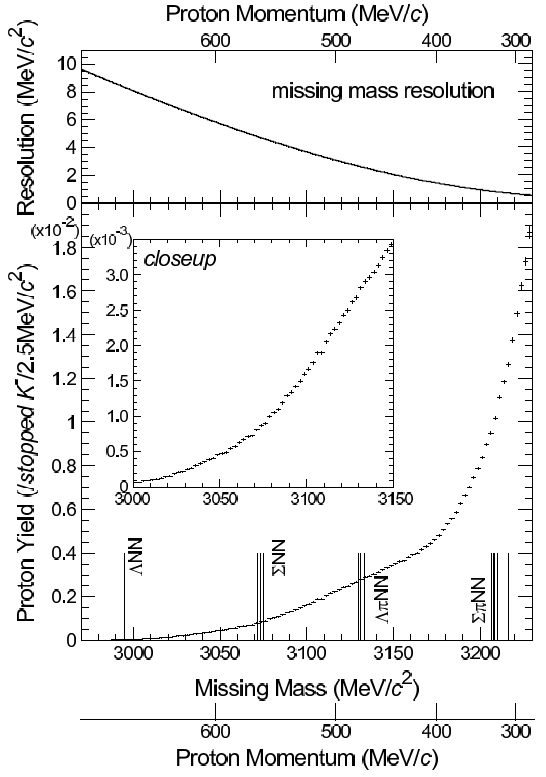 Proton Momentum (MeV/c)
600 500 400 300
Resolution (MeV/c²)
10
8
6
4
2
0
missing mass resolution
Proton Yield (/stopped K⁻/2.5MeV/c²)
(x10⁻²)
1.8
1.6
1.4
1.2
1
0.8
0.6
0.4
0.2
0
(x10⁻³)
closeup
3.0
2.5
2.0
1.5
1.0
0.5
0
3000 3050 3100 3150
ΛNN
ΣNN
ΛπNN
ΣπNN
3000 3050 3100 3150 3200
Missing Mass (MeV/c²)
600 500 400 300
Proton Momentum (MeV/c)